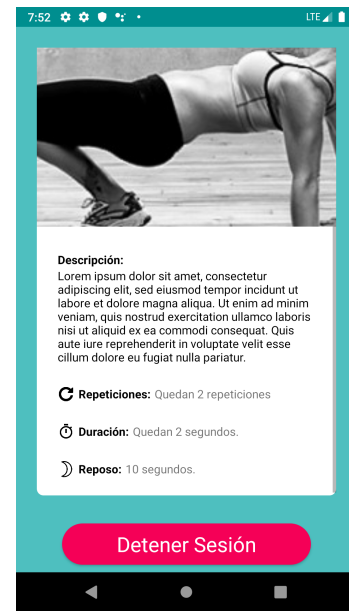 7:52
LTE
Descripción:
Lorem ipsum dolor sit amet, consectetur
adipiscing elit, sed eiusmod tempor incidunt ut
labore et dolore magna aliqua. Ut enim ad minim
veniam, quis nostrud exercitation ullamco laboris
nisi ut aliquid ex ea commodi consequat. Quis
aute iure reprehenderit in voluptate velit esse
cillum dolore eu fugiat nulla pariatur.
Repeticiones: Quedan 2 repeticiones
Duración: Quedan 2 segundos.
Reposo: 10 segundos.
Detener Sesión